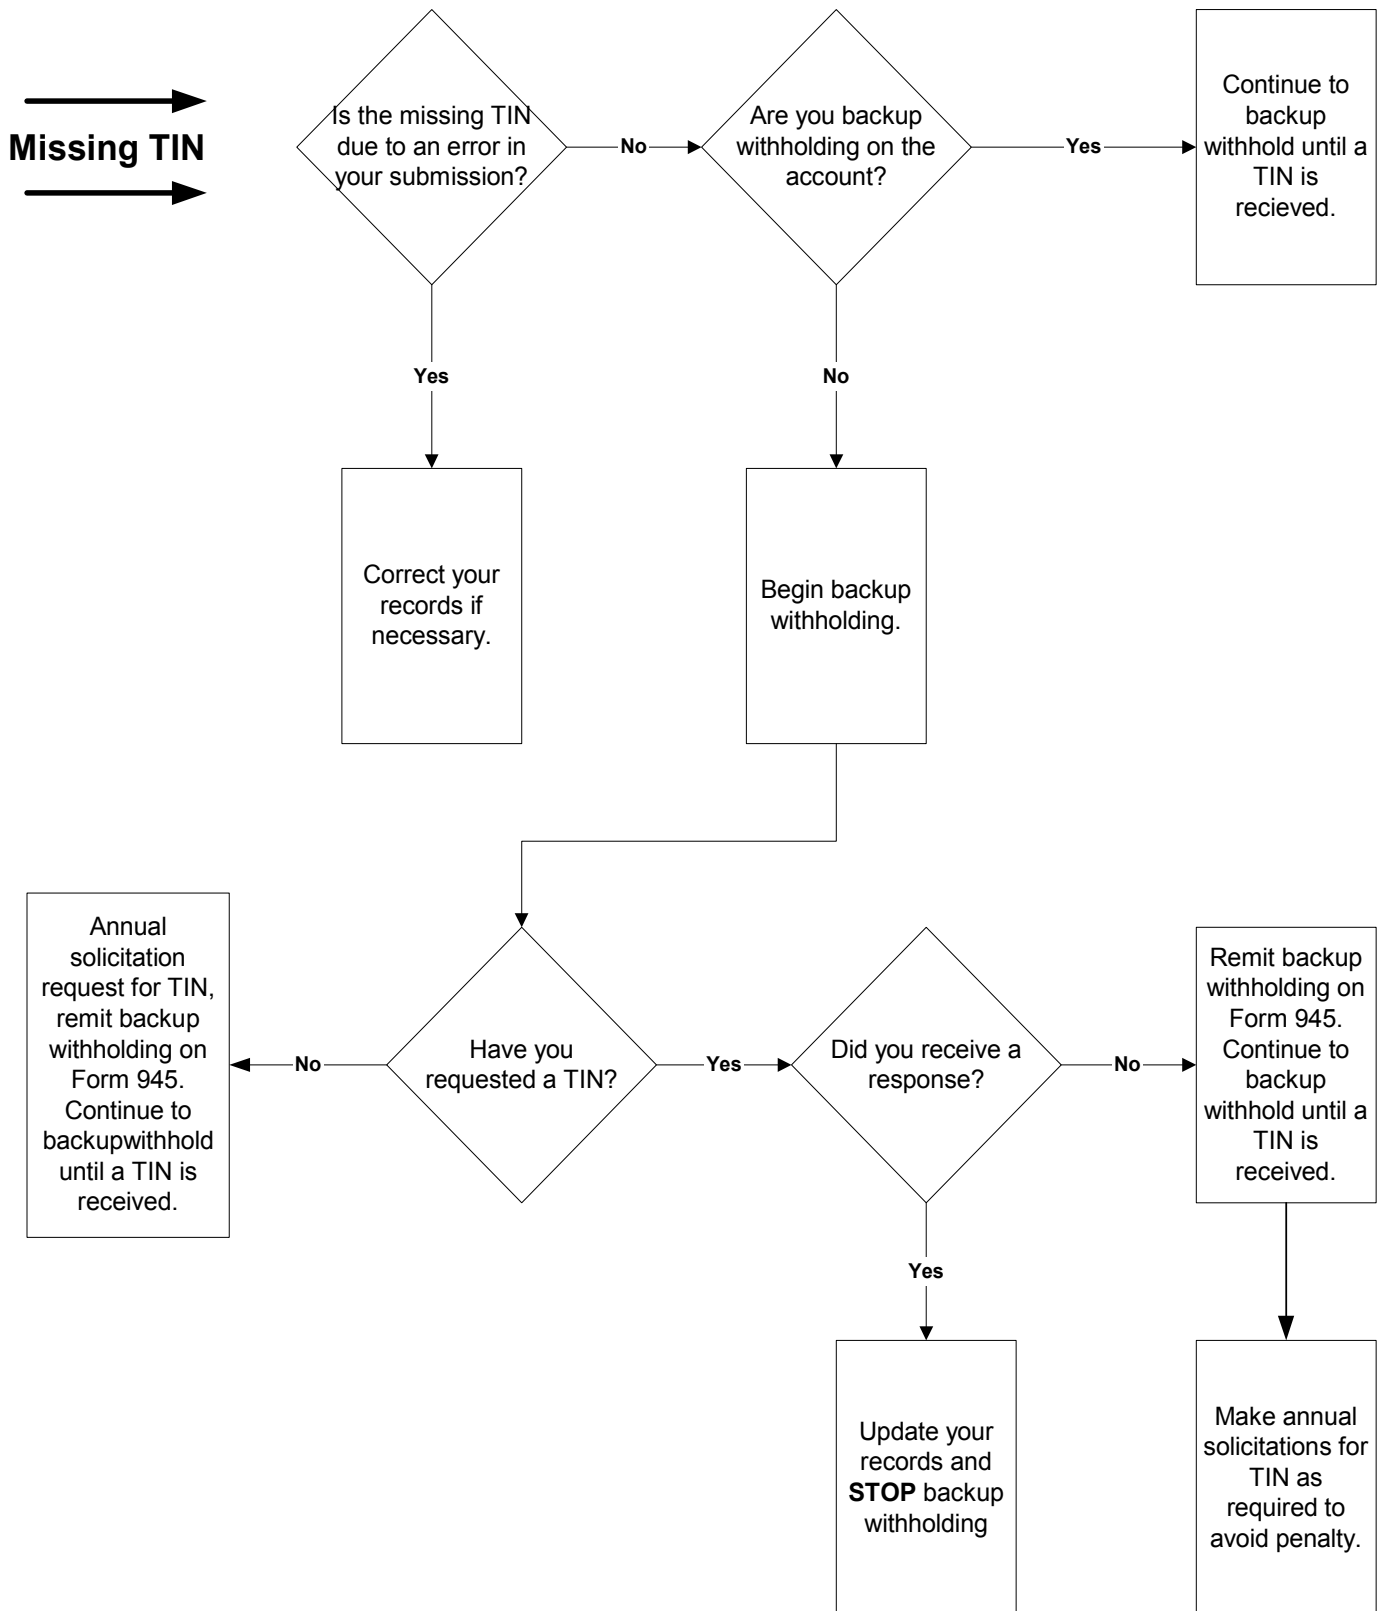 Missing TIN
Is the missing TIN
due to an error in
your submission?
No
Are you backup
withholding on the
account?
Yes
Continue to
backup
withhold until a
TIN is
recieved.
Yes
No
Correct your
records if
necessary.
Begin backup
withholding.
Annual
solicitation
request for TIN,
remit backup
withholding on
Form 945.
Continue to
backupwithhold
until a TIN is
received.
No
Have you
requested a TIN?
Yes
Did you receive a
response?
No
Remit backup
withholding on
Form 945.
Continue to
backup
withhold until a
TIN is
received.
Yes
Update your
records and
STOP backup
withholding
Make annual
solicitations for
TIN as
required to
avoid penalty.